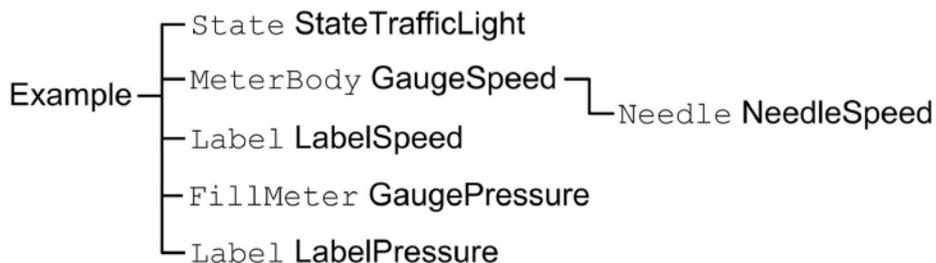 State StateTrafficLight
MeterBody GaugeSpeed
Example
Needle NeedleSpeed
Label LabelSpeed
FillMeter GaugePressure
Label LabelPressure